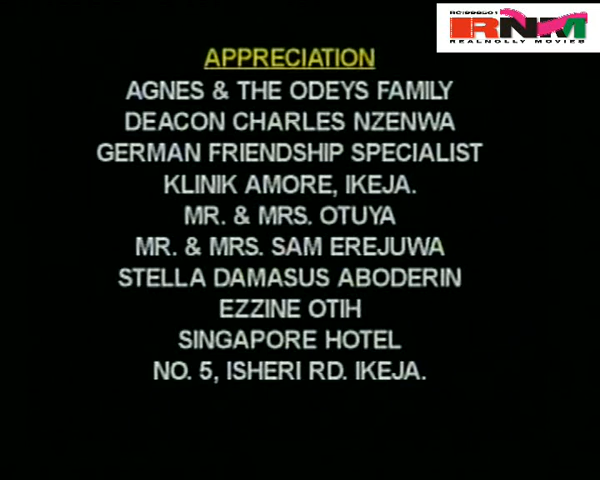 RNM
REALNOLLY MOVIES
APPRECIATION
AGNES & THE ODEYS FAMILY
DEACON CHARLES NZENWA
GERMAN FRIENDSHIP SPECIALIST
KLINIK AMORE, IKEJA.
MR. & MRS. OTUYA
MR. & MRS. SAM EREJUWA
STELLA DAMASUS ABODERIN
EZZINE OTIH
SINGAPORE HOTEL
NO. 5, ISHERI RD. IKEJA.